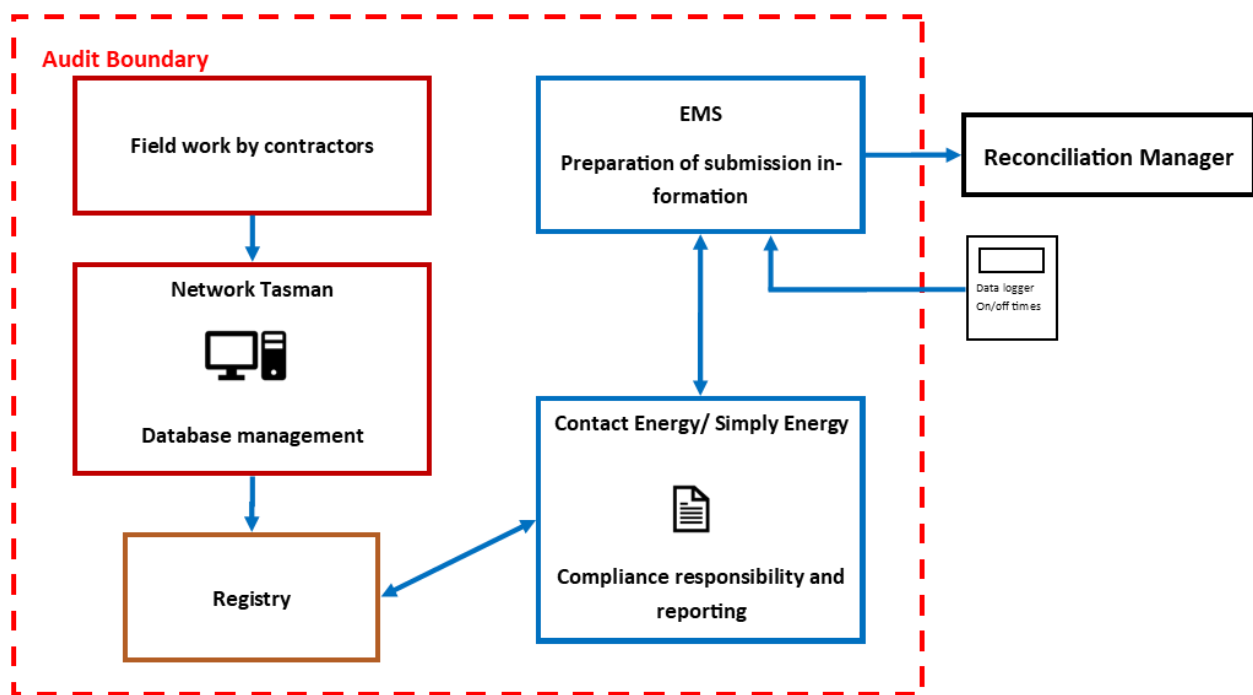 Audit Boundary
Field work by contractors
Network Tasman
Database management
Registry
EMS
Preparation of submission in-
formation
Contact Energy/ Simply Energy
Compliance responsibility and
reporting
Reconciliation Manager
Data logger
On/off times